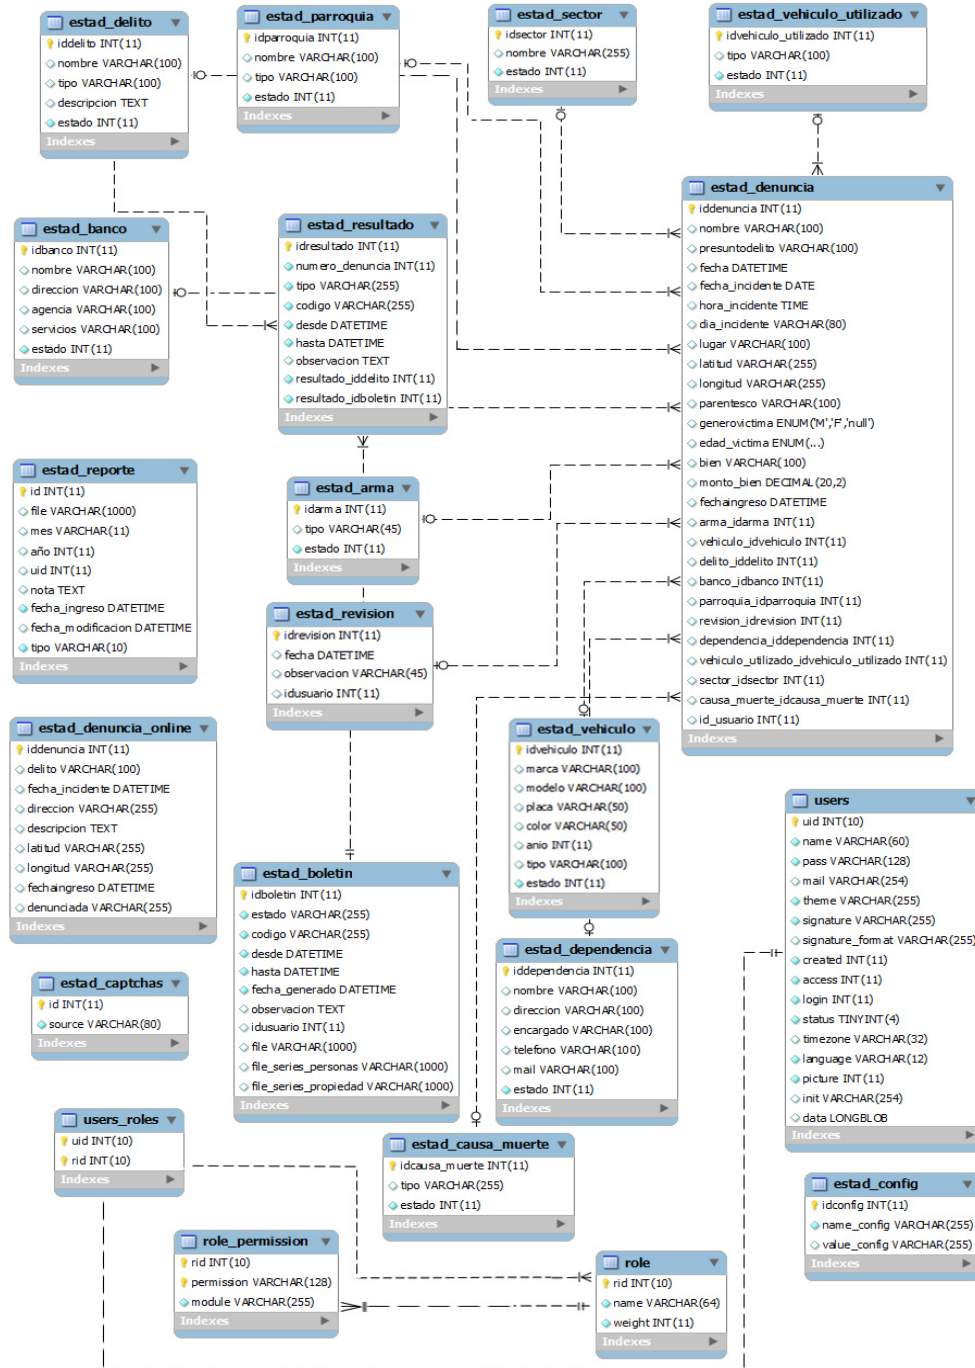 estad_delito
iddelito INT(11)
nombre VARCHAR(100)
tipo VARCHAR(100)
descripcion TEXT
estado INT(11)
Indexes
estad_parroquia
idparroquia INT(11)
nombre VARCHAR(100)
tipo VARCHAR(100)
estado INT(11)
Indexes
estad_sector
idsector INT(11)
nombre VARCHAR(255)
estado INT(11)
Indexes
estad_vehiculo_utilizado
idvehiculo_utilizado INT(11)
tipo VARCHAR(100)
estado INT(11)
Indexes
estad_banco
idbanco INT(11)
nombre VARCHAR(100)
direccion VARCHAR(100)
agencia VARCHAR(100)
servicios VARCHAR(100)
estado INT(11)
Indexes
estad_resultado
idresultado INT(11)
numero_denuncia INT(11)
tipo VARCHAR(255)
codigo VARCHAR(255)
desde DATETIME
hasta DATETIME
observacion TEXT
resultado_iddelito INT(11)
resultado_idboletin INT(11)
Indexes
estad_denuncia
iddenuncia INT(11)
nombre VARCHAR(100)
presuntodelito VARCHAR(100)
fecha DATETIME
fecha_incidente DATE
hora_incidente TIME
dia_incidente VARCHAR(80)
lugar VARCHAR(100)
latitud VARCHAR(255)
longitud VARCHAR(255)
parentesco VARCHAR(100)
generovictima ENUM('M','F','null')
edad_victima ENUM(...)
bien VARCHAR(100)
monto_bien DECIMAL(20,2)
fechaingreso DATETIME
arma_idarma INT(11)
vehiculo_idvehiculo INT(11)
delito_iddelito INT(11)
banco_idbanco INT(11)
parroquia_idparroquia INT(11)
revision_idrevision INT(11)
dependencia_iddependencia INT(11)
vehiculo_utilizado_idvehiculo_utilizado INT(11)
sector_idsector INT(11)
causa_muerte_idcausa_muerte INT(11)
id_usuario INT(11)
Indexes
estad_reporte
id INT(11)
file VARCHAR(1000)
mes VARCHAR(11)
año INT(11)
uid INT(11)
nota TEXT
fecha_ingreso DATETIME
fecha_modificacion DATETIME
tipo VARCHAR(10)
Indexes
estad_arma
idarma INT(11)
tipo VARCHAR(45)
estado INT(11)
Indexes
estad_revision
idrevision INT(11)
fecha DATETIME
observacion VARCHAR(45)
idusuario INT(11)
Indexes
estad_denuncia_online
iddenuncia INT(11)
delito VARCHAR(100)
fecha_incidente DATETIME
direccion VARCHAR(255)
descripcion TEXT
latitud VARCHAR(255)
longitud VARCHAR(255)
fechaingreso DATETIME
denunciada VARCHAR(255)
Indexes
estad_vehiculo
idvehiculo INT(11)
marca VARCHAR(100)
modelo VARCHAR(100)
placa VARCHAR(50)
color VARCHAR(50)
anio INT(11)
tipo VARCHAR(100)
estado INT(11)
Indexes
users
uid INT(10)
name VARCHAR(60)
pass VARCHAR(128)
mail VARCHAR(254)
theme VARCHAR(255)
signature VARCHAR(255)
signature_format VARCHAR(255)
created INT(11)
access INT(11)
login INT(11)
status TINYINT(4)
timezone VARCHAR(32)
language VARCHAR(12)
picture INT(11)
init VARCHAR(254)
data LONGBLOB
Indexes
estad_boletin
idboletin INT(11)
estado VARCHAR(255)
codigo VARCHAR(255)
desde DATETIME
hasta DATETIME
fecha_generado DATETIME
observacion TEXT
idusuario INT(11)
file VARCHAR(1000)
file_series_personas VARCHAR(1000)
file_series_propiedad VARCHAR(1000)
Indexes
estad_dependencia
iddependencia INT(11)
nombre VARCHAR(100)
direccion VARCHAR(100)
encargado VARCHAR(100)
telefono VARCHAR(100)
mail VARCHAR(100)
estado INT(11)
Indexes
estad_captchas
id INT(11)
source VARCHAR(80)
Indexes
users_roles
uid INT(10)
rid INT(10)
Indexes
estad_causa_muerte
idcausa_muerte INT(11)
tipo VARCHAR(255)
estado INT(11)
Indexes
estad_config
idconfig INT(11)
name_config VARCHAR(255)
value_config VARCHAR(255)
Indexes
role_permission
rid INT(10)
permission VARCHAR(128)
module VARCHAR(255)
Indexes
role
rid INT(10)
name VARCHAR(64)
weight INT(11)
Indexes